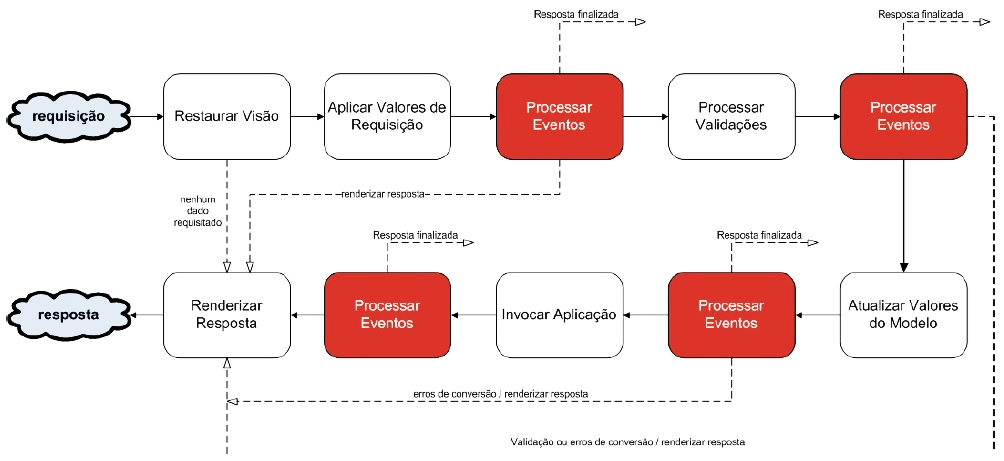 Resposta finalizada
Resposta finalizada
requisição
Restaurar Visão
Aplicar Valores de
Requisição
Processar
Eventos
Processar
Validações
Processar
Eventos
nenhum
dado
requisitado
renderizar resposta
Resposta finalizada
Resposta finalizada
resposta
Renderizar
Resposta
Processar
Eventos
Invocar Aplicação
Processar
Eventos
Atualizar Valores
do Modelo
erros de conversão / renderizar resposta
Validação ou erros de conversão / renderizar resposta